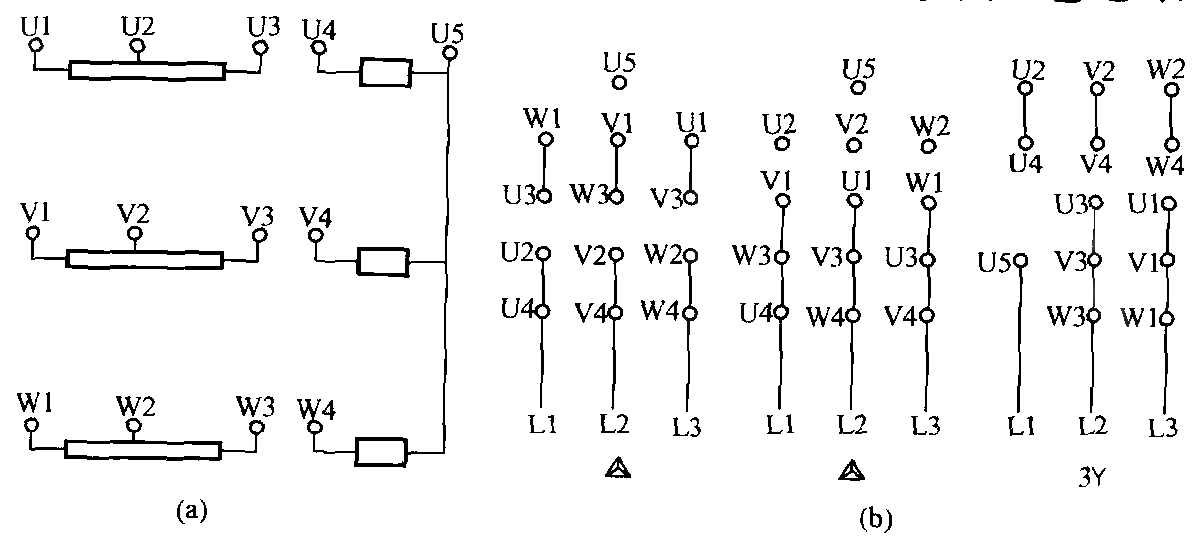 U1 U2 U3 U4 U5
V1 V2 V3 V4
W1 W2 W3 W4
(a)
U5
W1 V1 U1
U3 W3 V3
U2 V2 W2
U4 V4 W4
L1 L2 L3
U5
U2 V2 W2
V1 U1 W1
W3 V3 U3
U4 W4 V4
L1 L2 L3
U2 V2 W2
U4 V4 W4
U3 U1
U5 V3 V1
W3 W1
L1 L2 L3
3Y
(b)